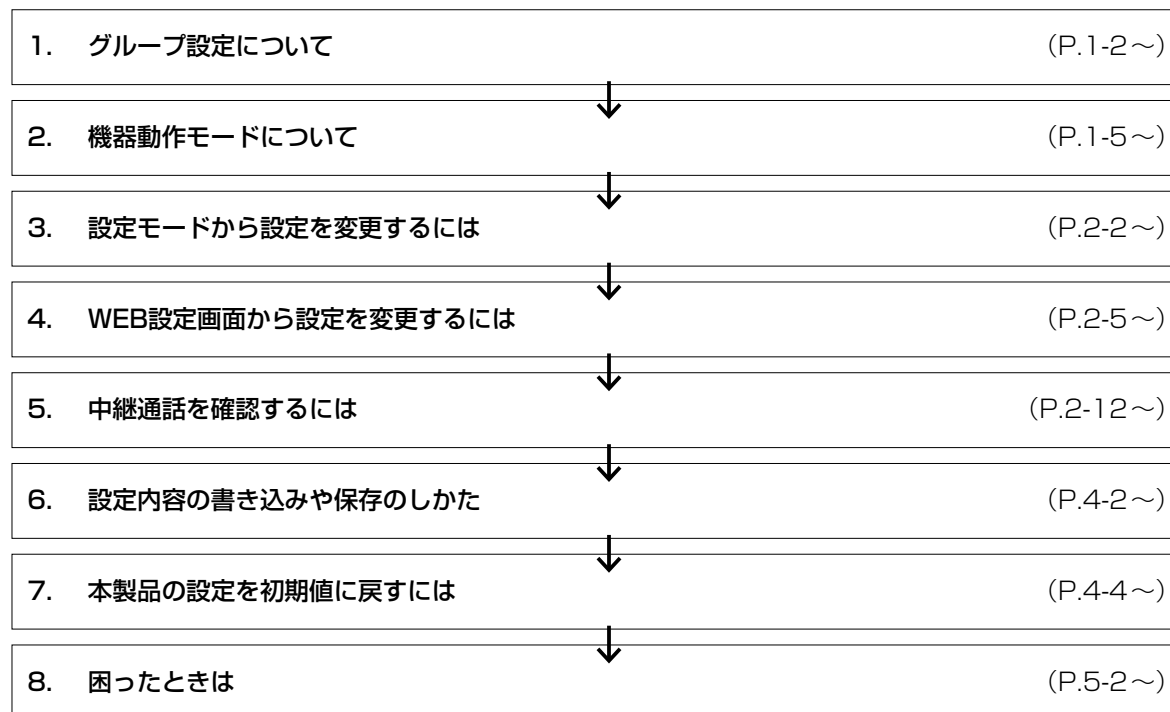 1. グループ設定について (P.1-2～)
2. 機器動作モードについて (P.1-5～)
3. 設定モードから設定を変更するには (P.2-2～)
4. WEB設定画面から設定を変更するには (P.2-5～)
5. 中継通話を確認するには (P.2-12～)
6. 設定内容の書き込みや保存のしかた (P.4-2～)
7. 本製品の設定を初期値に戻すには (P.4-4～)
8. 困ったときは (P.5-2～)